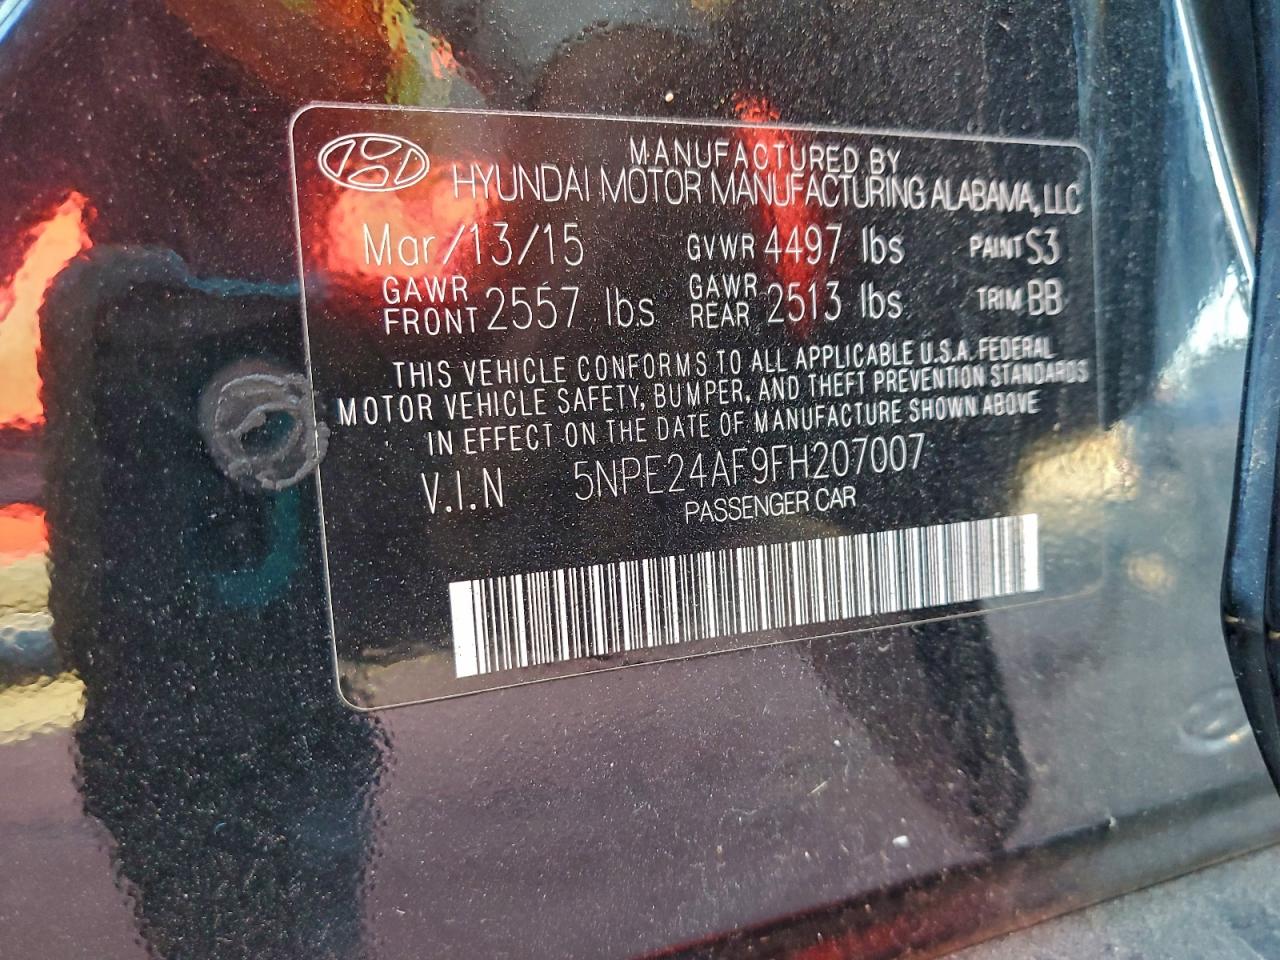 MANUFACTURED BY
HYUNDAI MOTOR MANUFACTURING ALABAMA, LLC
Mar/13/15 GVWR 4497 lbs PAINT S3
GAWR FRONT 2557 lbs GAWR REAR 2513 lbs TRIM BB
THIS VEHICLE CONFORMS TO ALL APPLICABLE U.S.A. FEDERAL
MOTOR VEHICLE SAFETY, BUMPER, AND THEFT PREVENTION STANDARDS
IN EFFECT ON THE DATE OF MANUFACTURE SHOWN ABOVE
V.I.N 5NPE24AF9FH207007
PASSENGER CAR